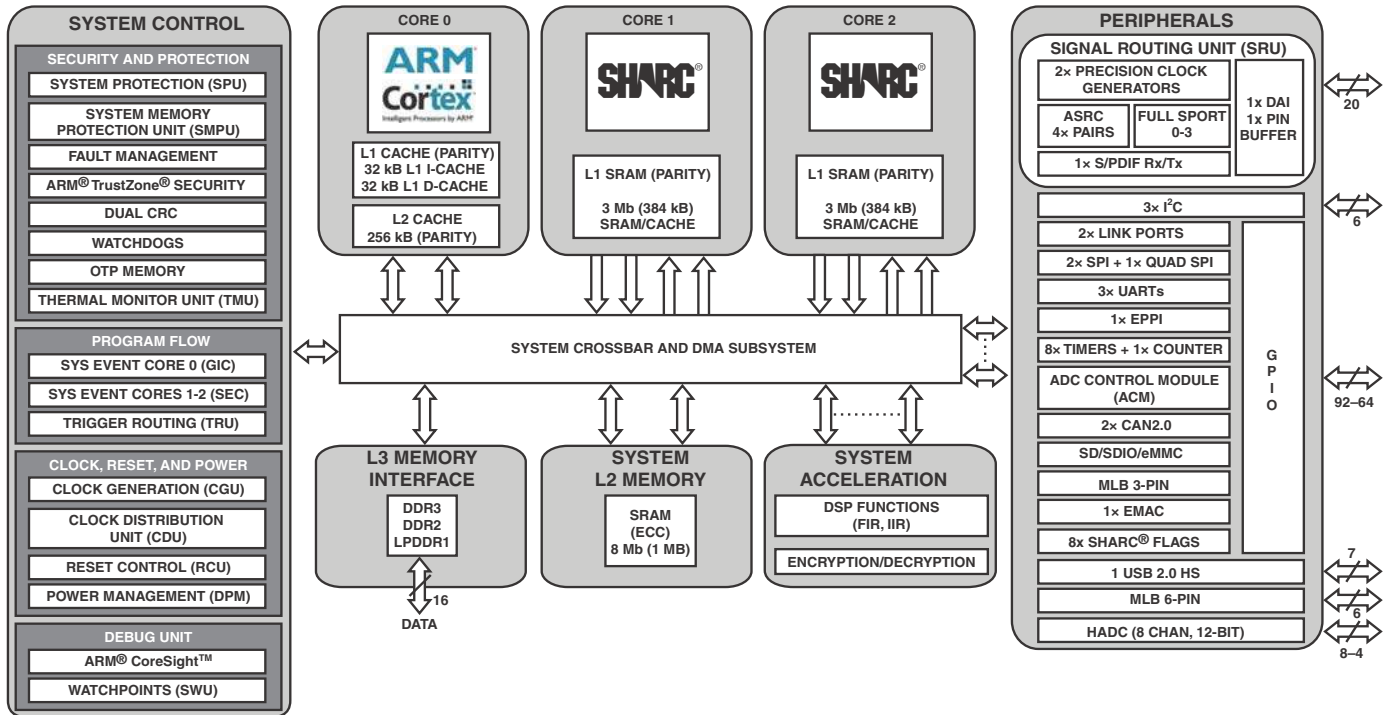 SYSTEM CONTROL
SECURITY AND PROTECTION
SYSTEM PROTECTION (SPU)
SYSTEM MEMORY
PROTECTION UNIT (SMPU)
FAULT MANAGEMENT
ARM® TrustZone® SECURITY
DUAL CRC
WATCHDOGS
OTP MEMORY
THERMAL MONITOR UNIT (TMU)
PROGRAM FLOW
SYS EVENT CORE 0 (GIC)
SYS EVENT CORES 1-2 (SEC)
TRIGGER ROUTING (TRU)
CLOCK, RESET, AND POWER
CLOCK GENERATION (CGU)
CLOCK DISTRIBUTION
UNIT (CDU)
RESET CONTROL (RCU)
POWER MANAGEMENT (DPM)
DEBUG UNIT
ARM® CoreSight™
WATCHPOINTS (SWU)
CORE 0
ARM
Cortex™
Intelligent Processors by ARM®
L1 CACHE (PARITY)
32 kB L1 I-CACHE
32 kB L1 D-CACHE
L2 CACHE
256 kB (PARITY)
CORE 1
SHARC®
L1 SRAM (PARITY)
3 Mb (384 kB)
SRAM/CACHE
CORE 2
SHARC®
L1 SRAM (PARITY)
3 Mb (384 kB)
SRAM/CACHE
SYSTEM CROSSBAR AND DMA SUBSYSTEM
L3 MEMORY
INTERFACE
DDR3
DDR2
LPDDR1
16
DATA
SYSTEM
L2 MEMORY
SRAM
(ECC)
8 Mb (1 MB)
SYSTEM
ACCELERATION
DSP FUNCTIONS
(FIR, IIR)
ENCRYPTION/DECRYPTION
PERIPHERALS
SIGNAL ROUTING UNIT (SRU)
2× PRECISION CLOCK
GENERATORS
ASRC
4× PAIRS
FULL SPORT
0-3
1× S/PDIF Rx/Tx
1x DAI
1x PIN
BUFFER
20
3× I²C
6
2× LINK PORTS
2× SPI + 1× QUAD SPI
3× UARTs
1× EPPI
8× TIMERS + 1× COUNTER
ADC CONTROL MODULE
(ACM)
2× CAN2.0
SD/SDIO/eMMC
MLB 3-PIN
1× EMAC
8x SHARC® FLAGS
G
P
I
O
92–64
1 USB 2.0 HS
7
MLB 6-PIN
6
HADC (8 CHAN, 12-BIT)
8–4